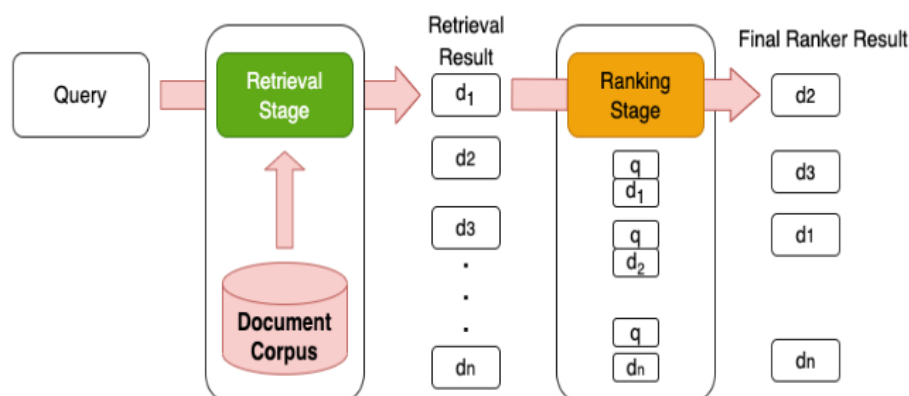 Query
Retrieval
Stage
Document
Corpus
Retrieval
Result
d1
d2
d3
.
.
.
dn
Ranking
Stage
q
d1
q
d2
q
dn
Final Ranker Result
d2
d3
d1
dn